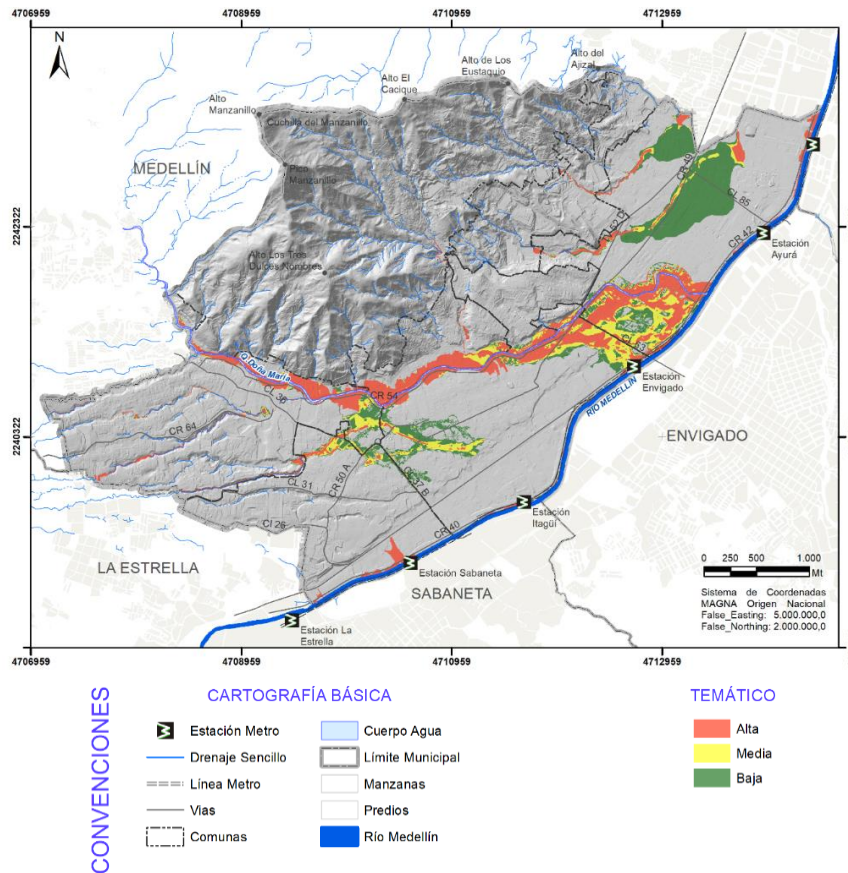 4706959
4708959
4710959
4712959
N
Alto del
Ajizal
Alto de Los
Eustaquio
Alto El
Cacique
Alto
Manzanillo
Cuchilla del Manzanillo
Pico
Manzanillo
MEDELLÍN
CR 49
CL 85
2242322
CR 42
Estación
Ayurá
Alto Los Tres
Dulces Nombres
Q. Doña María
CL 36
CR 54
Estación
Envigado
RÍO MEDELLÍN
2240322
CR 64
ENVIGADO
CL 31
CR 50 A
Cl 26
CR 40
Estación
Itagüí
LA ESTRELLA
Estación Sabaneta
SABANETA
Estación La
Estrella
0 250 500 1.000
Mt
Sistema de Coordenadas
MAGNA Origen Nacional
False_Easting: 5.000.000,0
False_Northing: 2.000.000,0
4706959
4708959
4710959
4712959
CONVENCIONES
CARTOGRAFÍA BÁSICA
Estación Metro
Drenaje Sencillo
Línea Metro
Vias
Comunas
Cuerpo Agua
Límite Municipal
Manzanas
Predios
Río Medellín
TEMÁTICO
Alta
Media
Baja